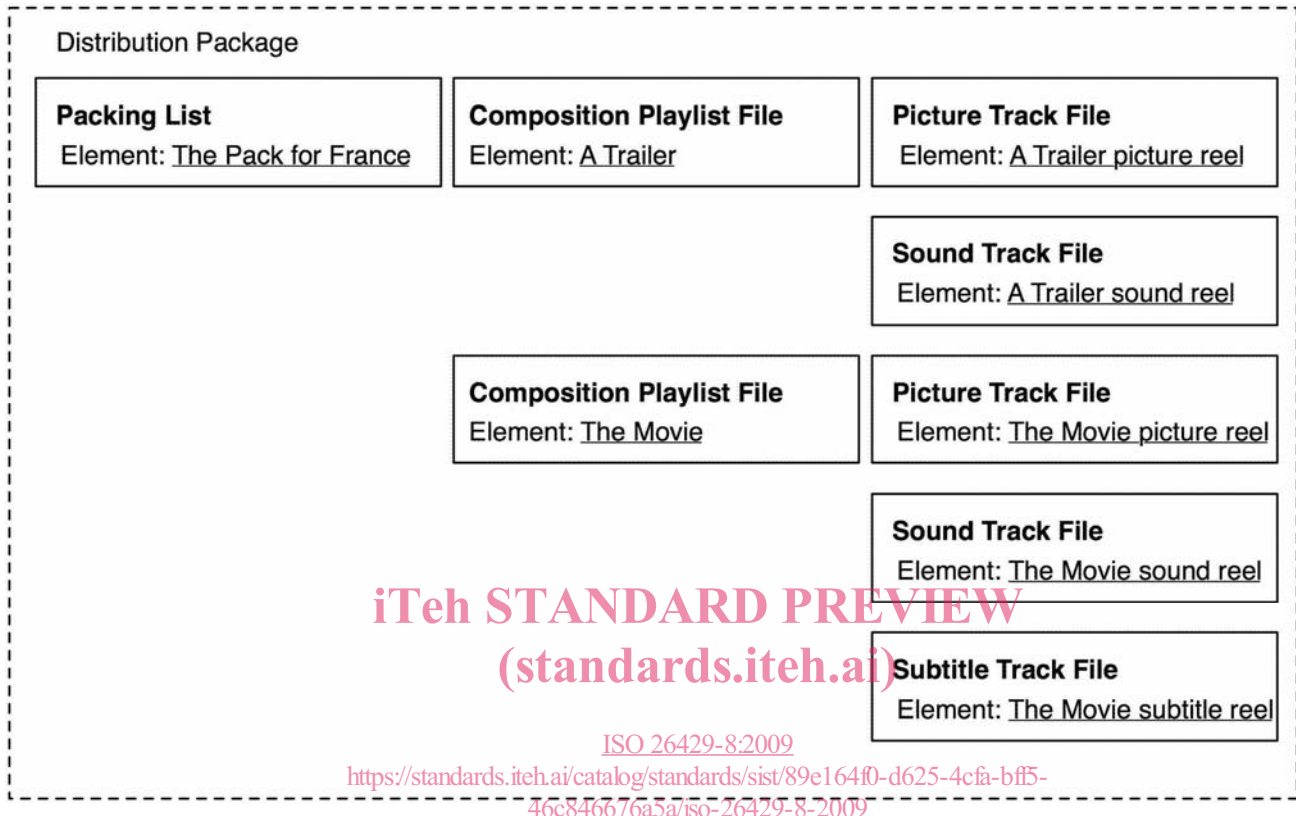 Distribution Package
Packing List
Element: The Pack for France
Composition Playlist File
Element: A Trailer
Picture Track File
Element: A Trailer picture reel
Sound Track File
Element: A Trailer sound reel
Composition Playlist File
Element: The Movie
Picture Track File
Element: The Movie picture reel
Sound Track File
Element: The Movie sound reel
Subtitle Track File
Element: The Movie subtitle reel
iTeh STANDARD PREVIEW
(standards.iteh.ai)
ISO 26429-8:2009
https://standards.iteh.ai/catalog/standards/sist/89e164f0-d625-4cfa-bff5-
46c846676a5a/iso-26429-8-2009